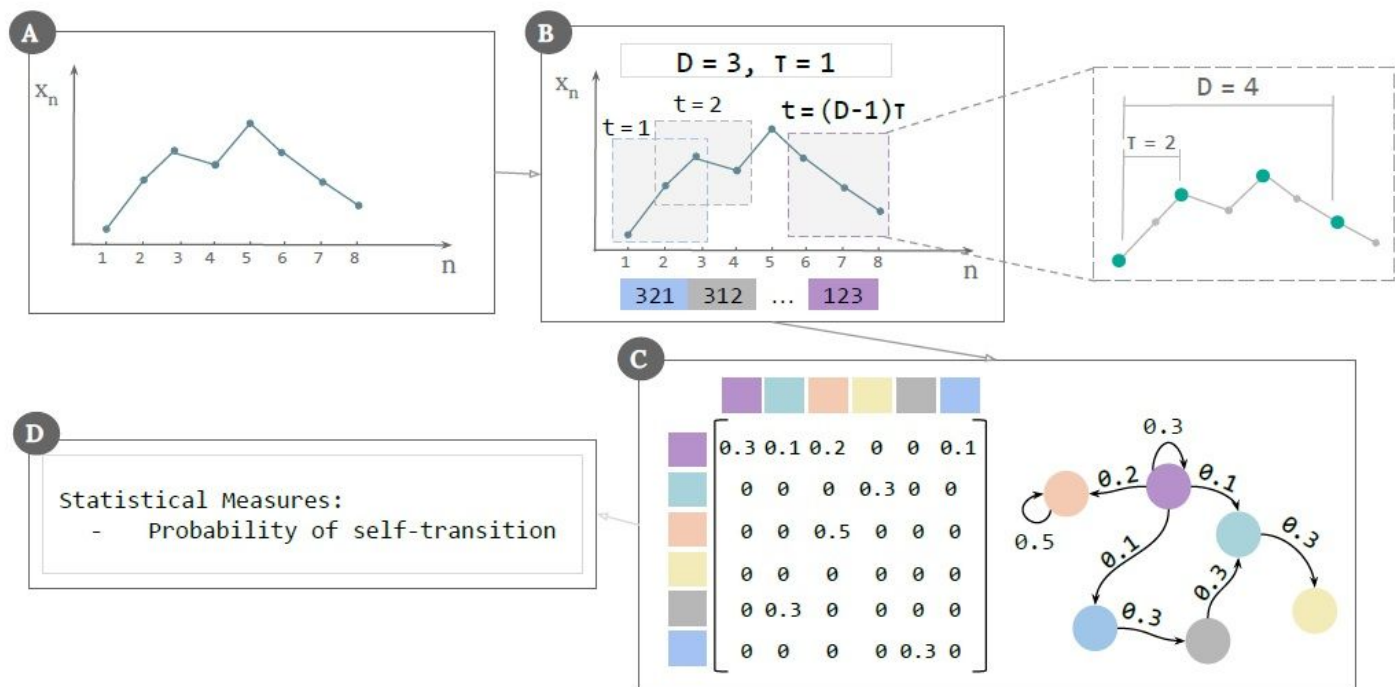 A
xₙ
1 2 3 4 5 6 7 8
n
B
D = 3, τ = 1
xₙ
t = 1
t = 2
t = (D-1)τ
1 2 3 4 5 6 7 8
n
321 312 ... 123
D = 4
τ = 2
C
0.3 0.1 0.2 0 0 0.1
0 0 0 0.3 0 0
0 0 0.5 0 0 0
0 0 0 0 0 0
0 0.3 0 0 0 0
0 0 0 0 0.3 0
0.3
0.2
0.1
0.5
0.1
0.3
0.3
0.3
D
Statistical Measures:
- Probability of self-transition